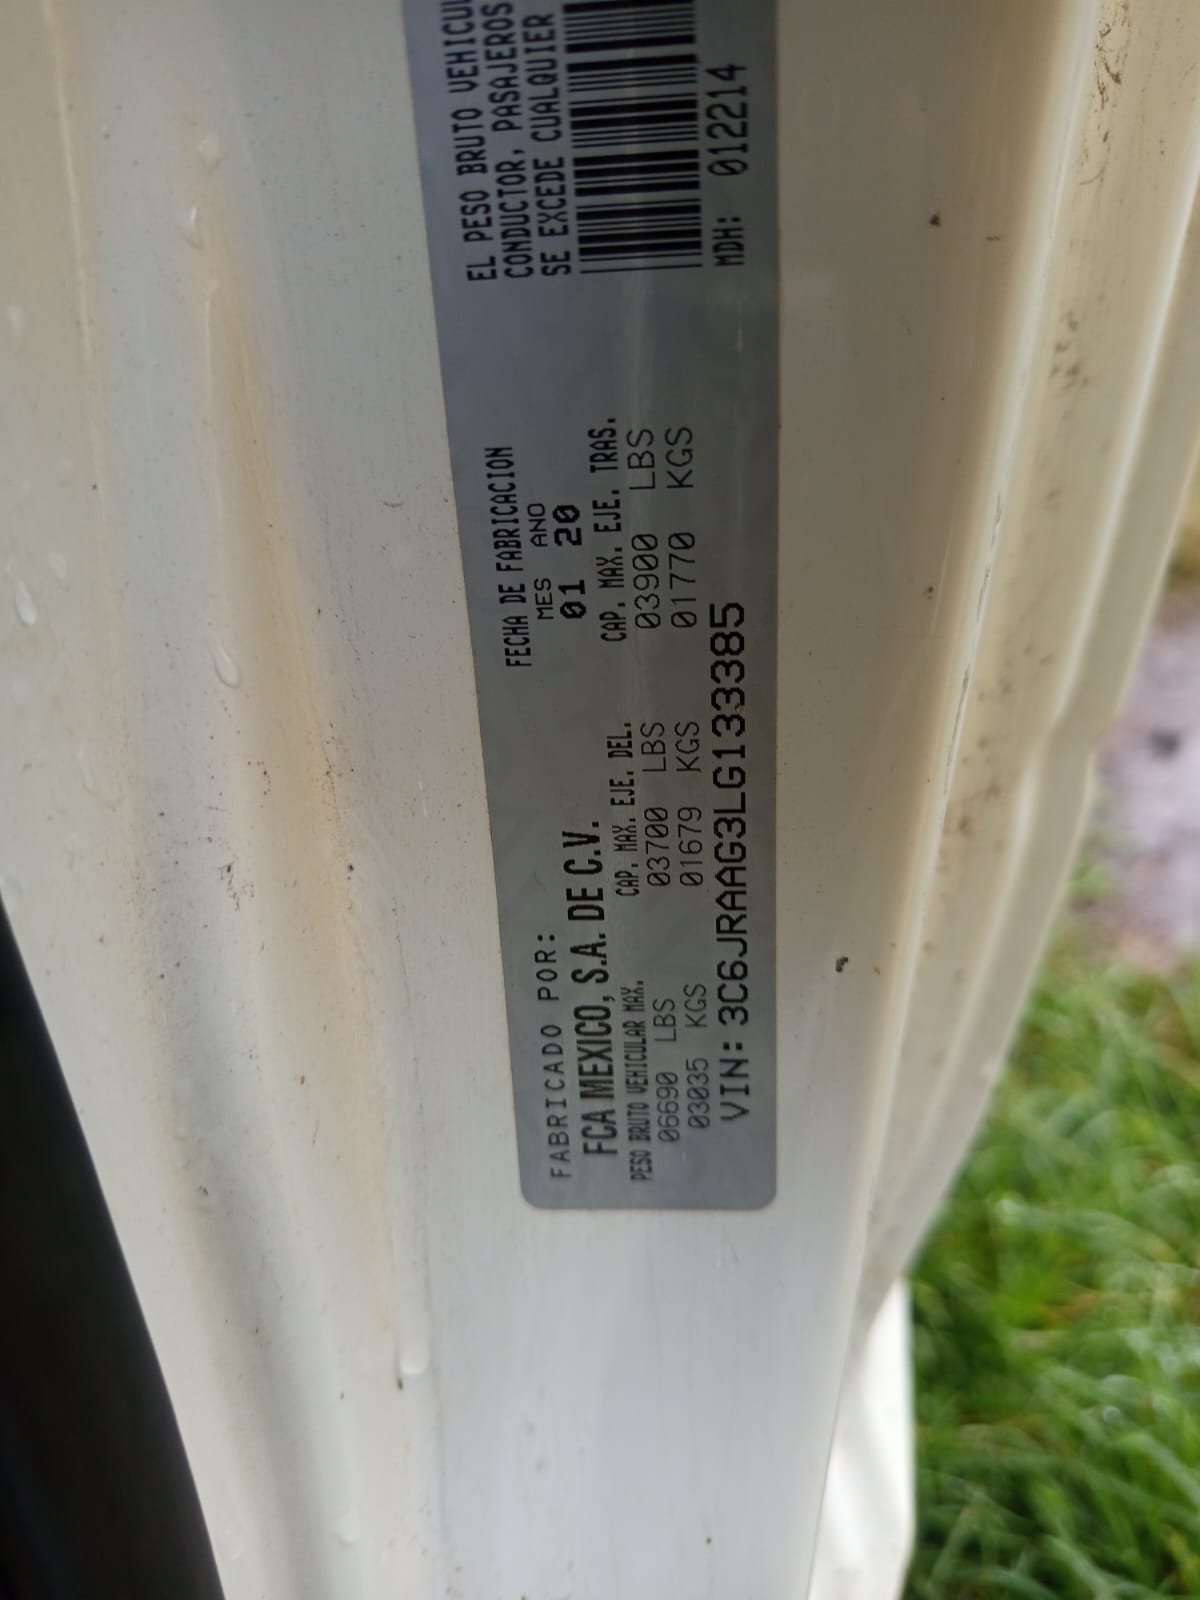 FABRICADO POR:
FCA MEXICO, S.A. DE C.V.
FECHA DE FABRICACION
MES ANO
01 20
PESO BRUTO VEHICULAR MAX.
06690 LBS
03035 KGS
CAP. MAX. EJE. DEL.
03700 LBS
01679 KGS
CAP. MAX. EJE. TRAS.
03900 LBS
01770 KGS
VIN: 3C6JRAAG3LG133385
EL PESO BRUTO
CONDUCTOR, PASAJEROS
SE EXCEDE CUALQUIER
MDH: 012214